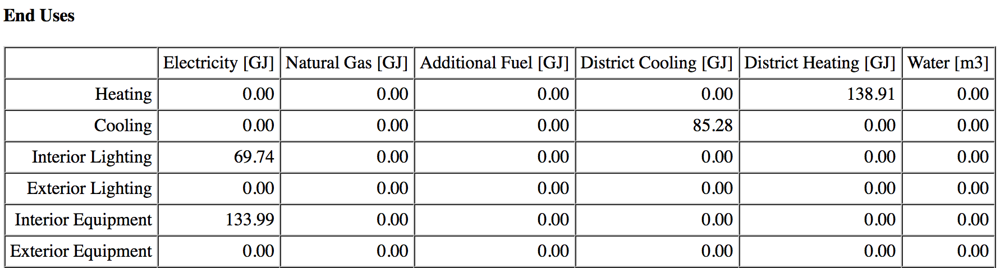 End Uses
Electricity [GJ] Natural Gas [GJ] Additional Fuel [GJ] District Cooling [GJ] District Heating [GJ] Water [m3]
Heating 0.00 0.00 0.00 0.00 138.91 0.00
Cooling 0.00 0.00 0.00 85.28 0.00 0.00
Interior Lighting 69.74 0.00 0.00 0.00 0.00 0.00
Exterior Lighting 0.00 0.00 0.00 0.00 0.00 0.00
Interior Equipment 133.99 0.00 0.00 0.00 0.00 0.00
Exterior Equipment 0.00 0.00 0.00 0.00 0.00 0.00